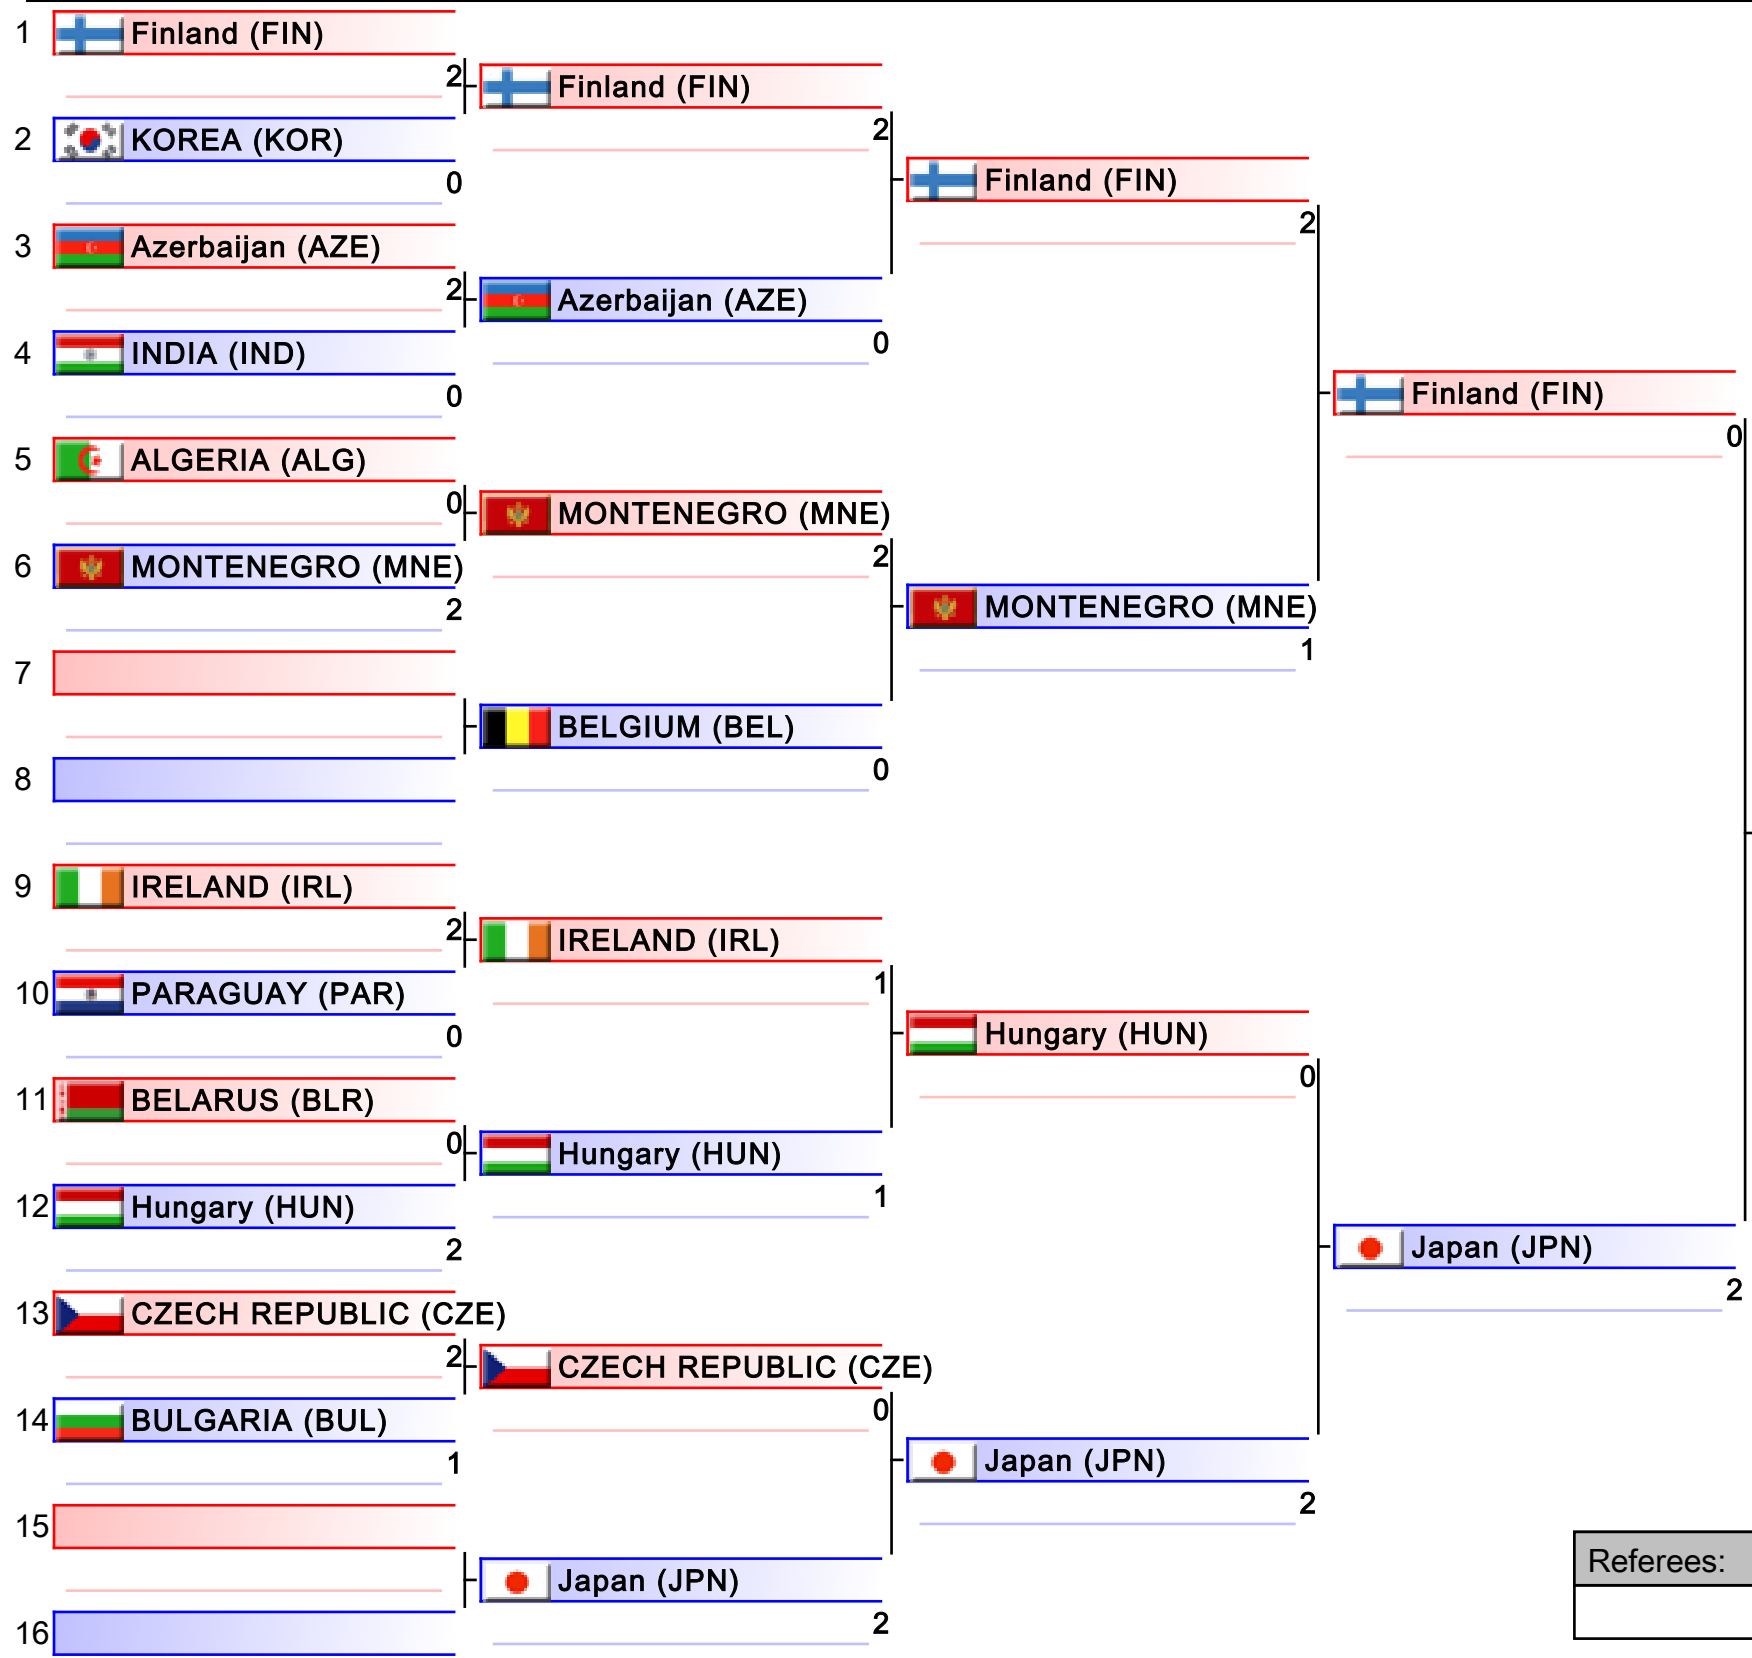 1 Finland (FIN)
2 Finland (FIN)
2 KOREA (KOR)
2
0 Finland (FIN)
2
3 Azerbaijan (AZE)
2 Azerbaijan (AZE)
4 INDIA (IND)
0
0 Finland (FIN)
0
5 ALGERIA (ALG)
0 MONTENEGRO (MNE)
6 MONTENEGRO (MNE)
2
2 MONTENEGRO (MNE)
1
7
BELGIUM (BEL)
8
0
9 IRELAND (IRL)
2 IRELAND (IRL)
10 PARAGUAY (PAR)
1
0 Hungary (HUN)
0
11 BELARUS (BLR)
0 Hungary (HUN)
12 Hungary (HUN)
1
2 Japan (JPN)
2
13 CZECH REPUBLIC (CZE)
2 CZECH REPUBLIC (CZE)
14 BULGARIA (BUL)
0
1 Japan (JPN)
2
15
Referees:
Japan (JPN)
16
2